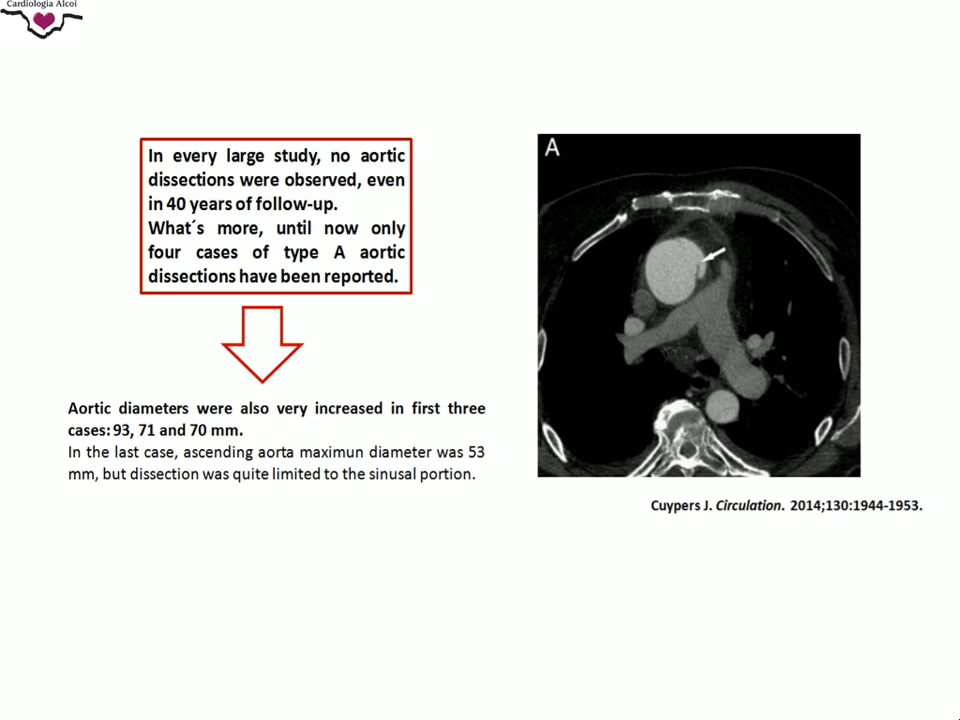 Cardiología Alcoi
In every large study, no aortic
dissections were observed, even
in 40 years of follow-up.
What´s more, until now only
four cases of type A aortic
dissections have been reported.
A
Aortic diameters were also very increased in first three
cases: 93, 71 and 70 mm.
In the last case, ascending aorta maximun diameter was 53
mm, but dissection was quite limited to the sinusal portion.
Cuypers J. Circulation. 2014;130:1944-1953.